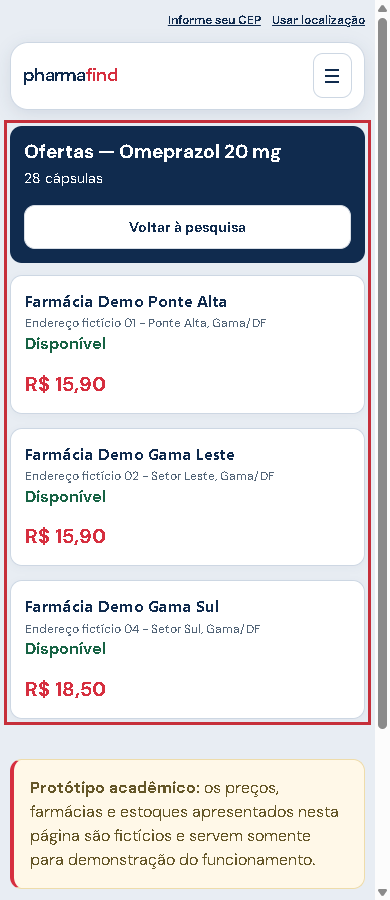 Informe seu CEP Usar localização
pharmafind
Ofertas — Omeprazol 20 mg
28 cápsulas
Voltar à pesquisa
Farmácia Demo Ponte Alta
Endereço fictício 01 - Ponte Alta, Gama/DF
Disponível
R$ 15,90
Farmácia Demo Gama Leste
Endereço fictício 02 - Setor Leste, Gama/DF
Disponível
R$ 15,90
Farmácia Demo Gama Sul
Endereço fictício 04 - Setor Sul, Gama/DF
Disponível
R$ 18,50
Protótipo acadêmico: os preços,
farmácias e estoques apresentados nesta
página são fictícios e servem somente
para demonstração do funcionamento.